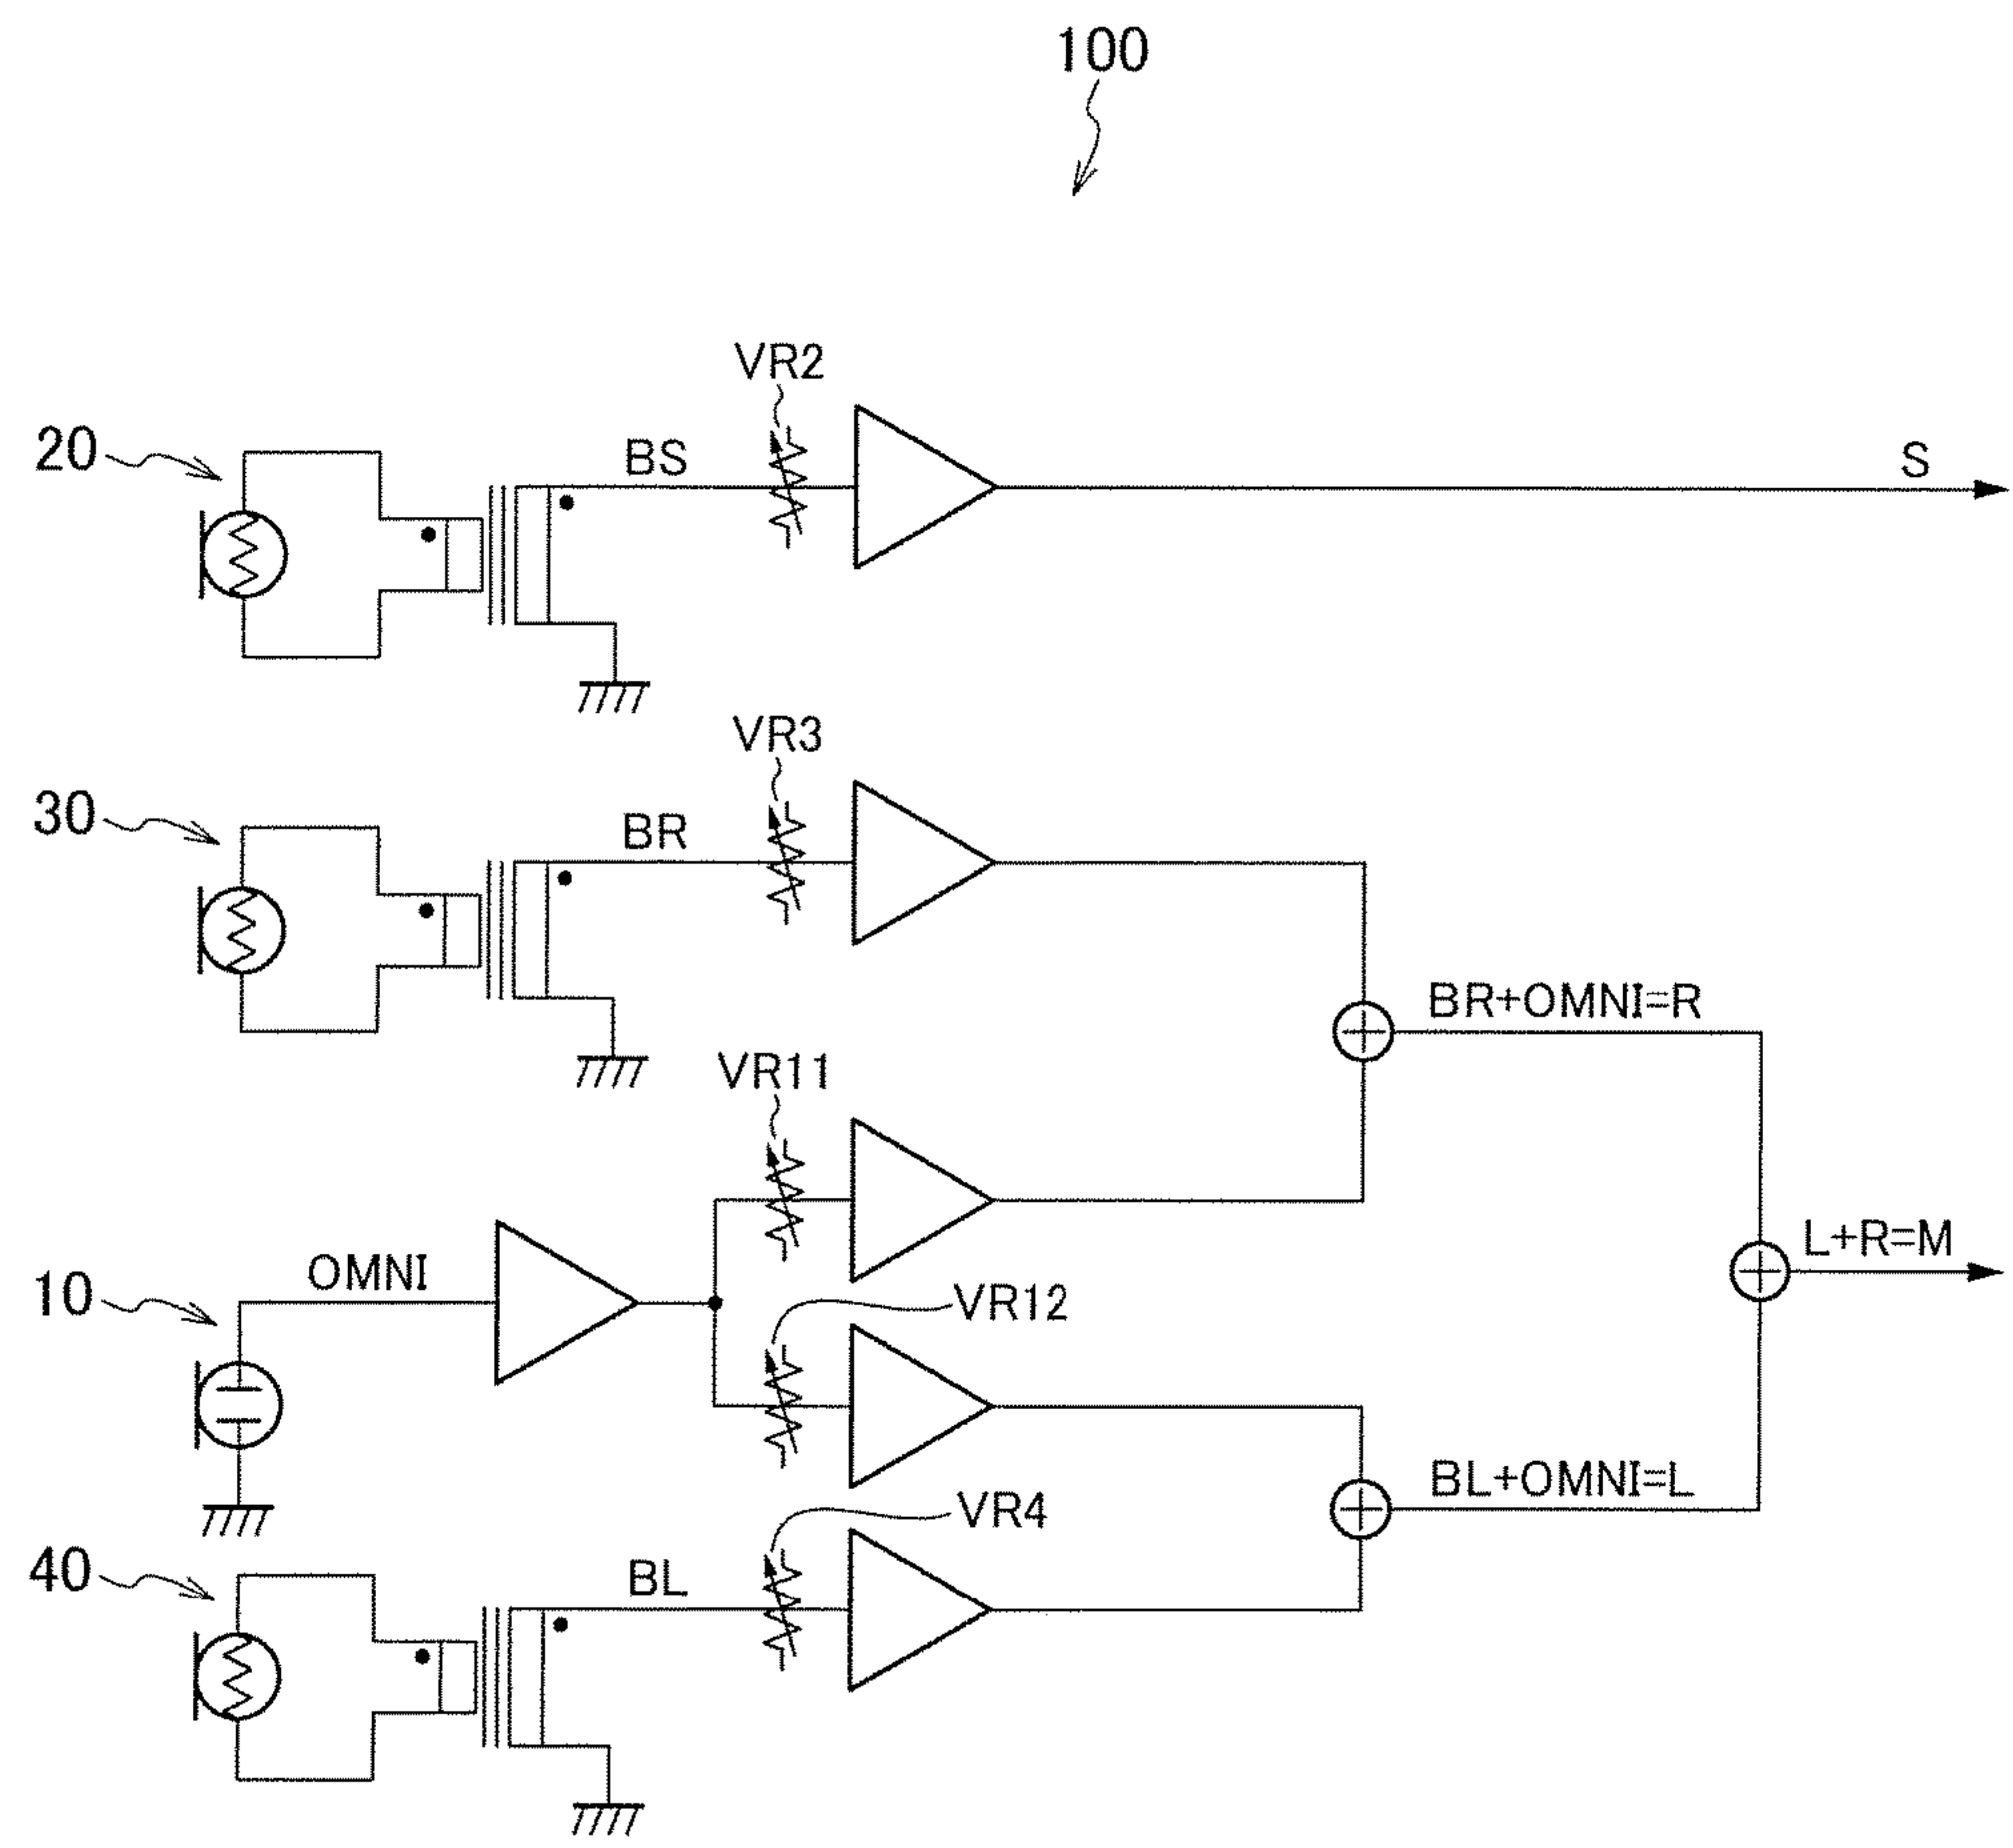 100
VR2
20
BS
S
VR3
30
BR
BR+OMNI=R
VR11
OMNI
10
L+R=M
VR12
BL+OMNI=L
VR4
40
BL